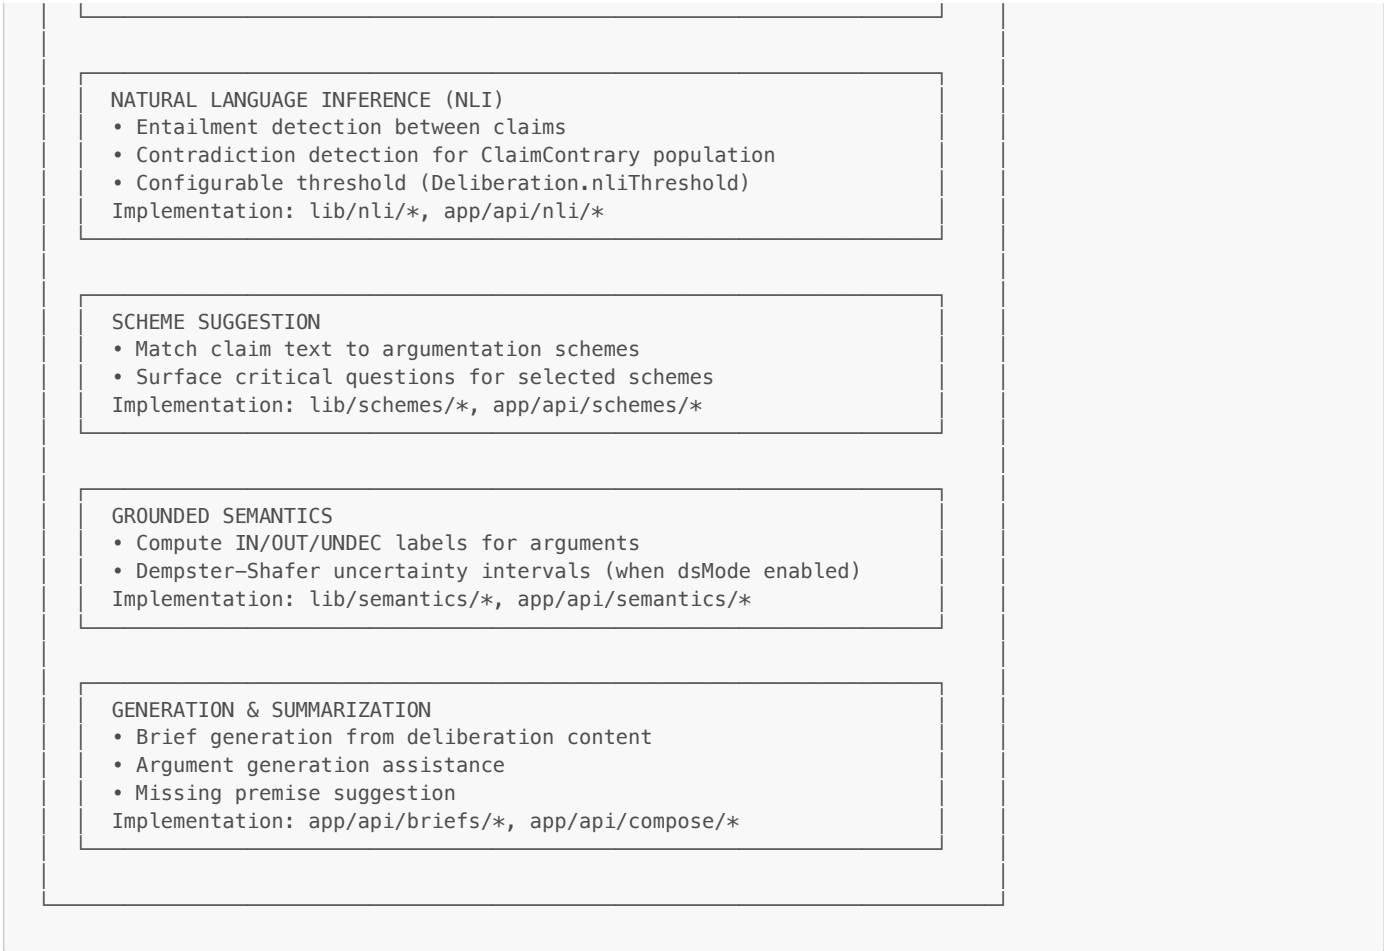 NATURAL LANGUAGE INFERENCE (NLI)
• Entailment detection between claims
• Contradiction detection for ClaimContrary population
• Configurable threshold (Deliberation.nliThreshold)
Implementation: lib/nli/*, app/api/nli/*
SCHEME SUGGESTION
• Match claim text to argumentation schemes
• Surface critical questions for selected schemes
Implementation: lib/schemes/*, app/api/schemes/*
GROUNDED SEMANTICS
• Compute IN/OUT/UNDEC labels for arguments
• Dempster–Shafer uncertainty intervals (when dsMode enabled)
Implementation: lib/semantics/*, app/api/semantics/*
GENERATION & SUMMARIZATION
• Brief generation from deliberation content
• Argument generation assistance
• Missing premise suggestion
Implementation: app/api/briefs/*, app/api/compose/*